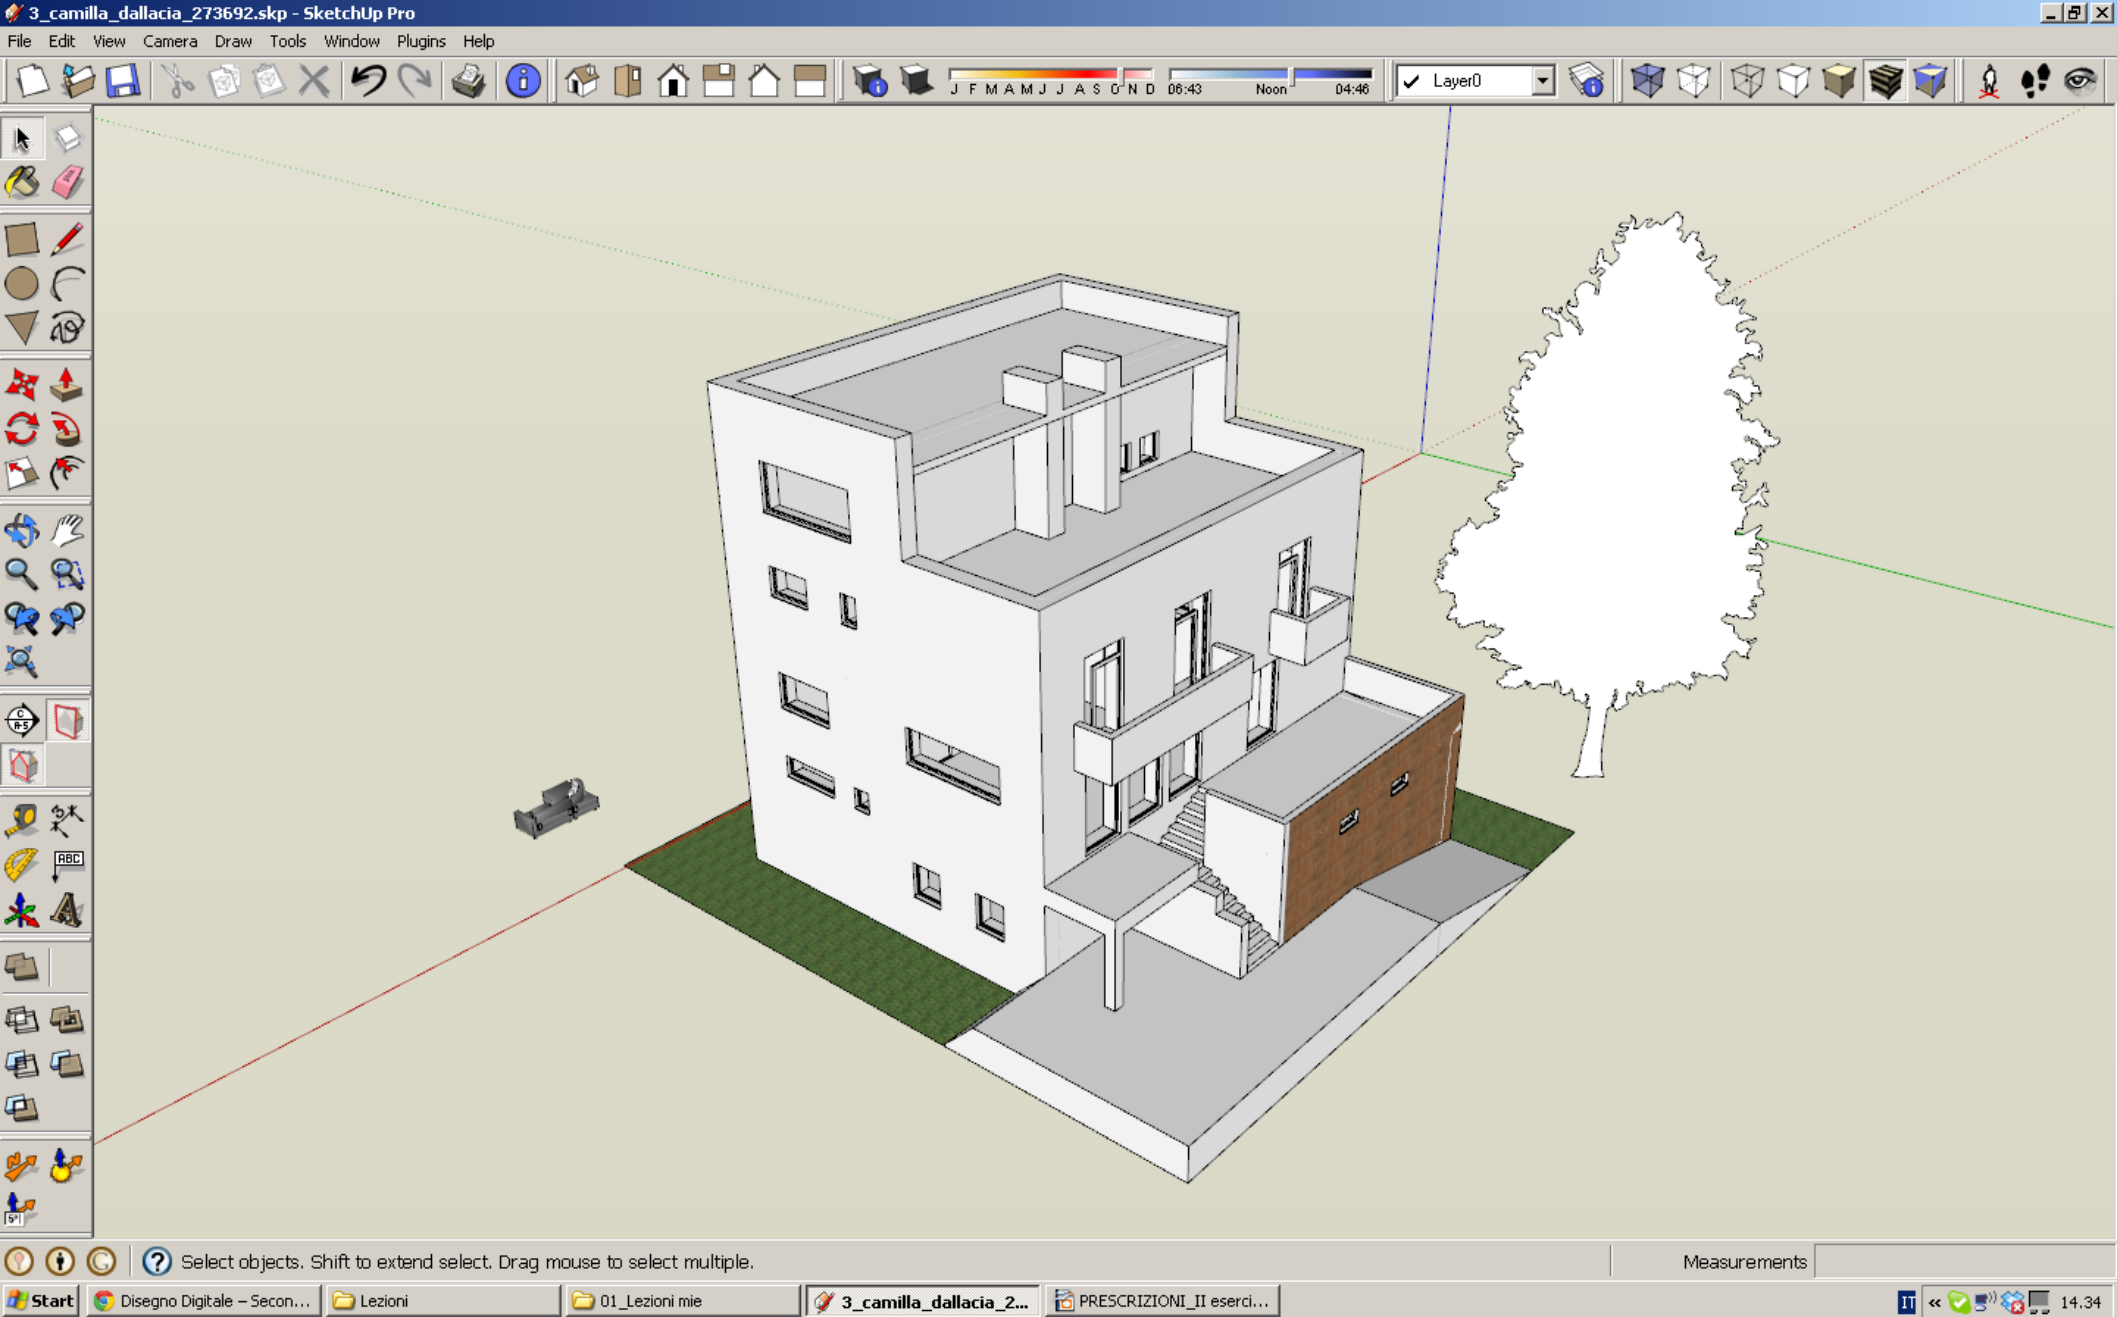 3_camilla_dallacia_273692.skp - SketchUp Pro
File Edit View Camera Draw Tools Window Plugins Help
J F M A M J J A S O N D 06:43 Noon 04:46 Layer0
C
A-5
ABC
Select objects. Shift to extend select. Drag mouse to select multiple. Measurements
Start Disegno Digitale – Secon... Lezioni 01_Lezioni mie 3_camilla_dallacia_2... PRESCRIZIONI_II eserci... IT « 14.34